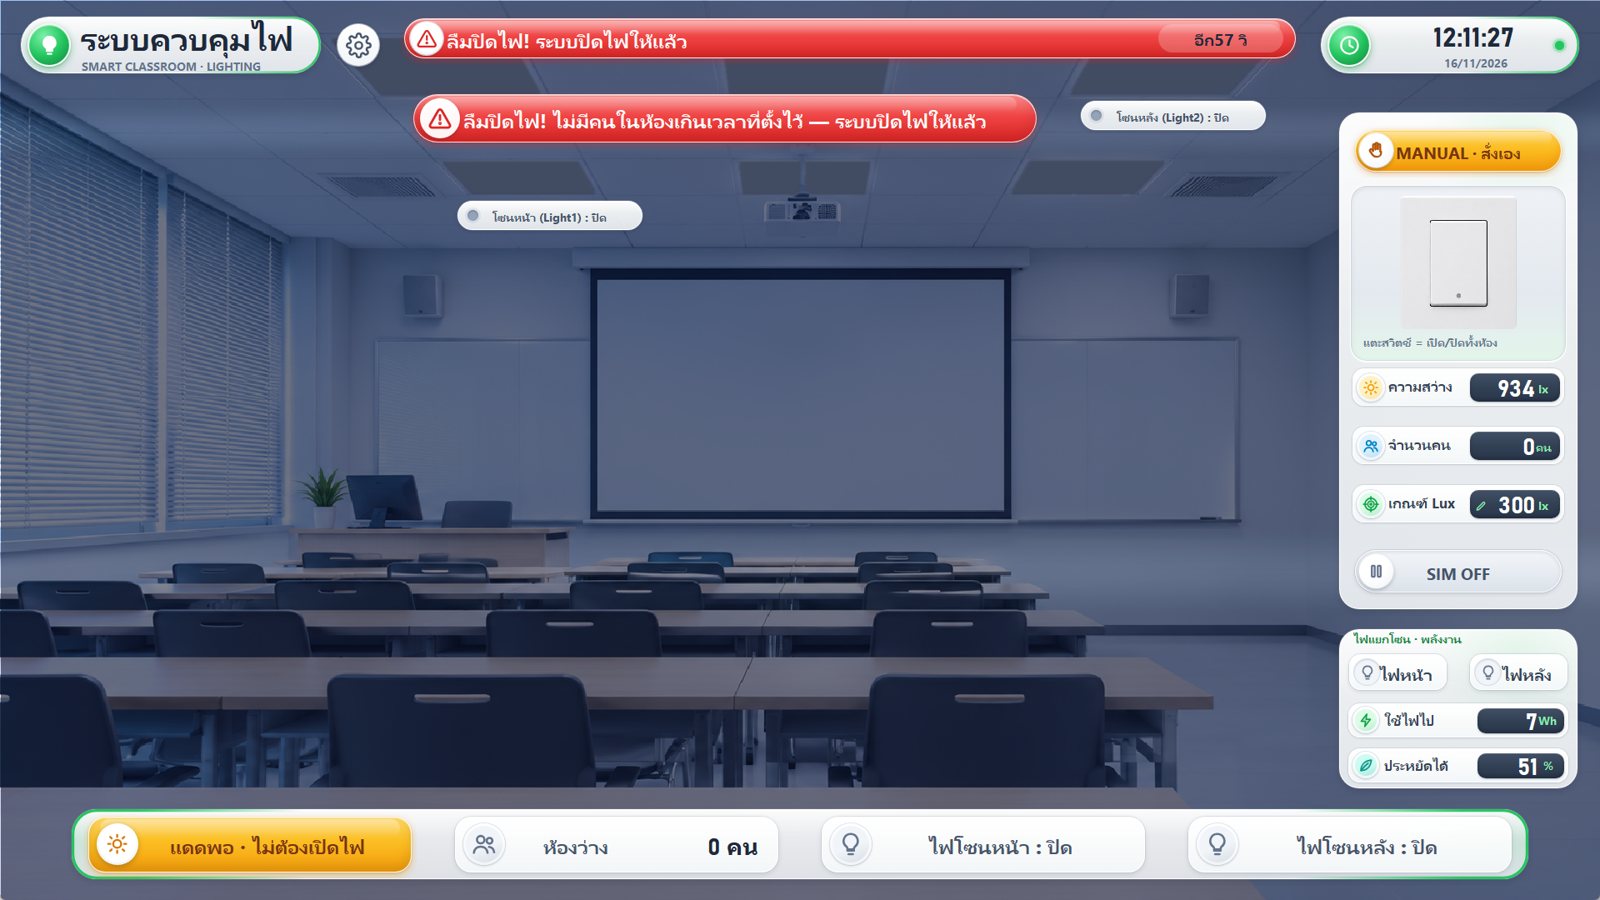 ระบบควบคุมไฟ
SMART CLASSROOM · LIGHTING
ลืมปิดไฟ! ระบบปิดไฟให้แล้ว
อีก57 วิ
12:11:27
16/11/2026
ลืมปิดไฟ! ไม่มีคนในห้องเกินเวลาที่ตั้งไว้ — ระบบปิดไฟให้แล้ว
โซนหลัง (Light2) : ปิด
MANUAL · สั่งเอง
โซนหน้า (Light1) : ปิด
แตะสวิตช์ = เปิด/ปิดทั้งห้อง
ความสว่าง 934 lx
จำนวนคน 0 คน
เกณฑ์ Lux 300 lx
SIM OFF
ไฟแยกโซน · พลังงาน
ไฟหน้า ไฟหลัง
ใช้ไฟไป 7 Wh
ประหยัดได้ 51 %
แดดพอ · ไม่ต้องเปิดไฟ
ห้องว่าง 0 คน
ไฟโซนหน้า : ปิด
ไฟโซนหลัง : ปิด